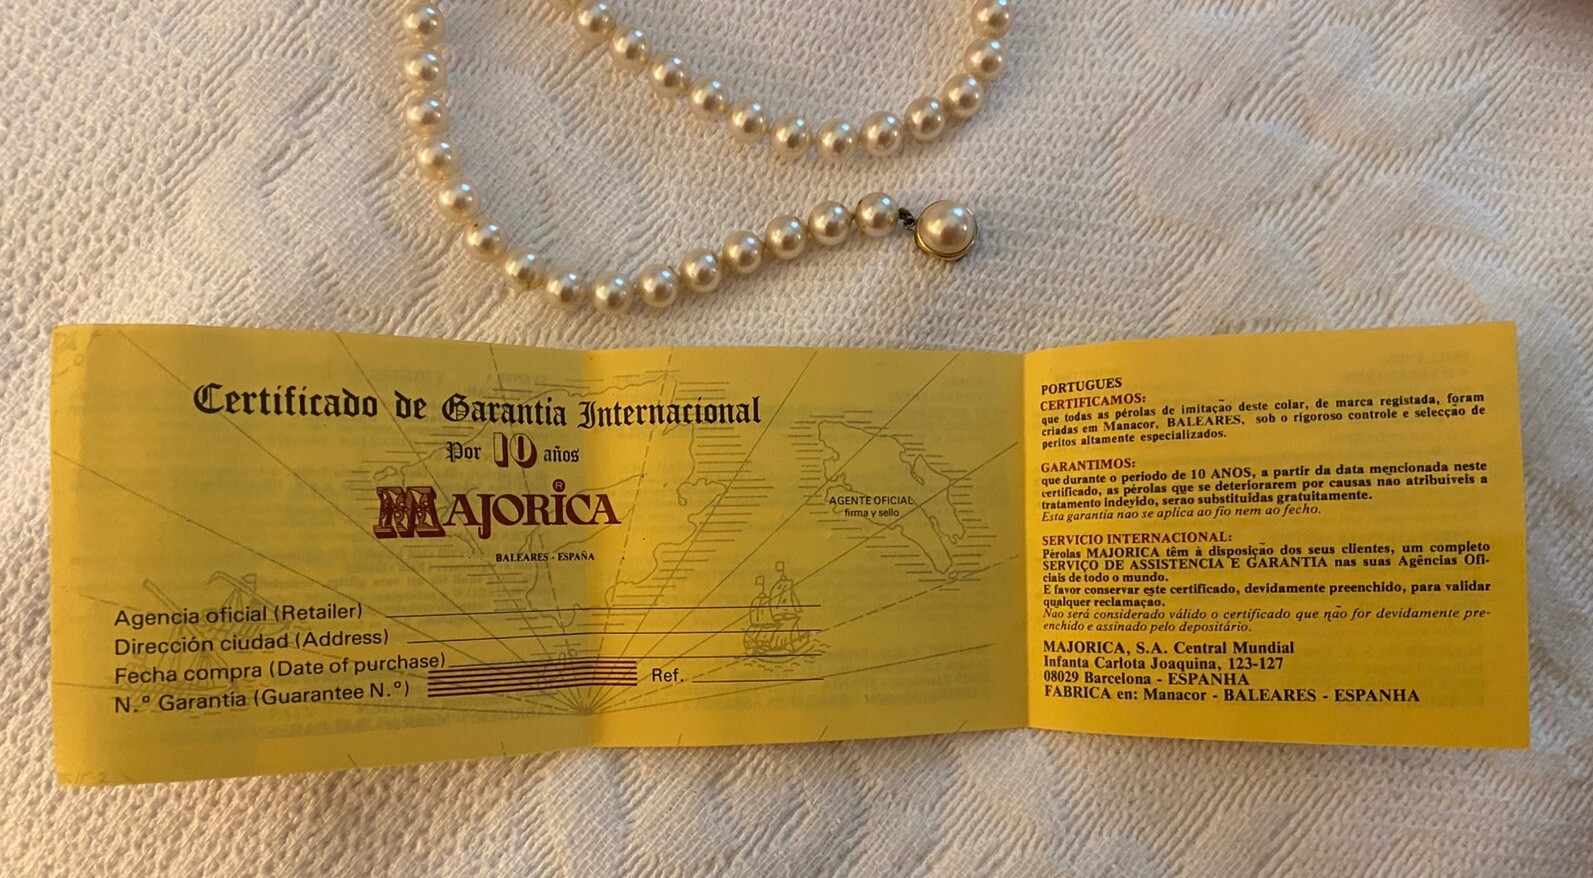 Certificado de Garantia Internacional
Por 10 años
MAJORICA ®
BALEARES - ESPAÑA
AGENTE OFICIAL
firma y sello
Agencia oficial (Retailer)
Dirección ciudad (Address)
Fecha compra (Date of purchase)
N.º Garantía (Guarantee N.º)
Ref.
PORTUGUES
CERTIFICAMOS:
que todas as pérolas de imitação deste colar, de marca registada, foram
criadas em Manacor, BALEARES, sob o rigoroso controle e selecção de
peritos altamente especializados.
GARANTIMOS:
que durante o periodo de 10 ANOS, a partir da data mencionada neste
certificado, as pérolas que se deteriorarem por causas nao atribuíveis a
tratamento indevido, serao substituidas gratuitamente.
Esta garantia nao se aplica ao fio nem ao fecho.
SERVICIO INTERNACIONAL:
Pérolas MAJORICA têm à disposição dos seus clientes, um completo
SERVIÇO DE ASSISTENCIA E GARANTIA nas suas Agências Ofi-
ciais de todo o mundo.
E favor conservar este certificado, devidamente preenchido, para validar
qualquer reclamaçao.
Nao será considerado válido o certificado que não for devidamente pre-
enchido e assinado pelo depositário.
MAJORICA, S.A. Central Mundial
Infanta Carlota Joaquina, 123-127
08029 Barcelona - ESPANHA
FABRICA en: Manacor - BALEARES - ESPANHA